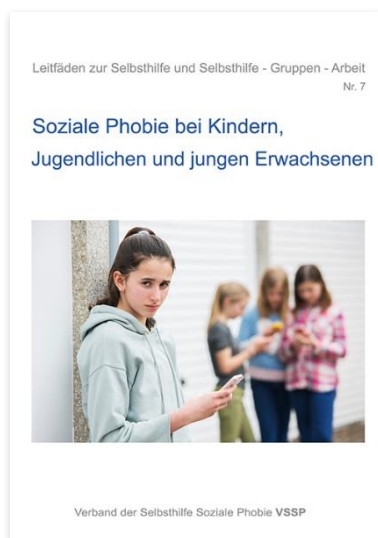 Leitfäden zur Selbsthilfe und Selbsthilfe - Gruppen - Arbeit
Nr. 7
Soziale Phobie bei Kindern,
Jugendlichen und jungen Erwachsenen
Verband der Selbsthilfe Soziale Phobie VSSP